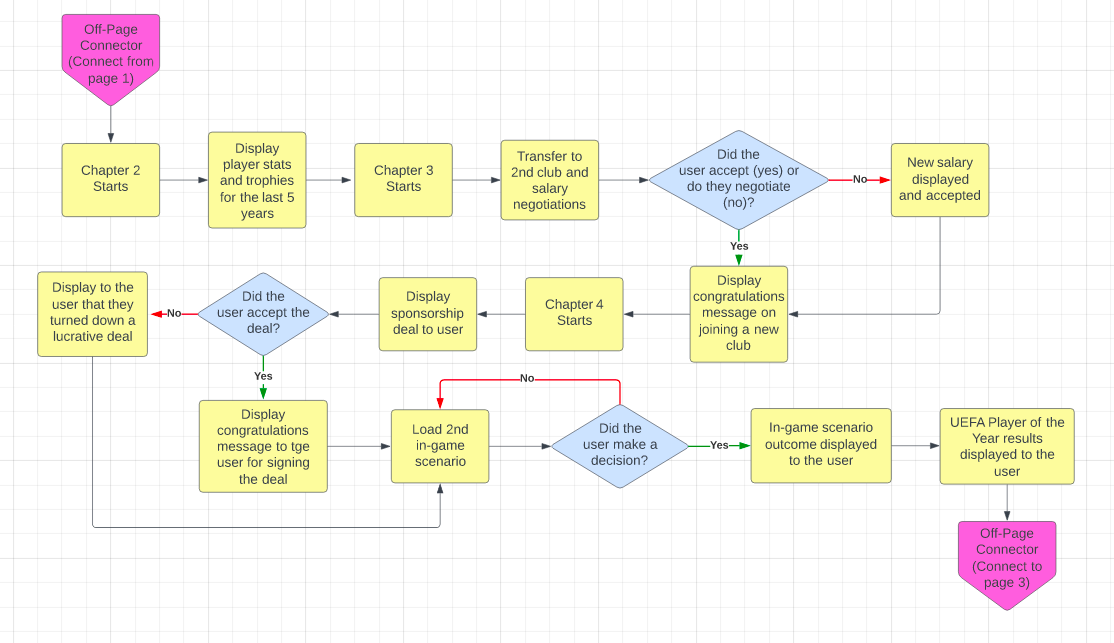 Off-Page
Connector
(Connect from
page 1)
Chapter 2
Starts
Display
player stats
and trophies
for the last 5
years
Chapter 3
Starts
Transfer to
2nd club and
salary
negotiations
Did the
user accept (yes) or
do they negotiate
(no)?
No
New salary
displayed
and accepted
Yes
Display
congratulations
message on
joining a new
club
Chapter 4
Starts
Display
sponsorship
deal to user
Did the
user accept the
deal?
No
Display to the
user that they
turned down a
lucrative deal
Yes
Display
congratulations
message to tge
user for signing
the deal
Load 2nd
in-game
scenario
No
Did the
user make a
decision?
Yes
In-game scenario
outcome displayed
to the user
UEFA Player of the
Year results
displayed to the
user
Off-Page
Connector
(Connect to
page 3)